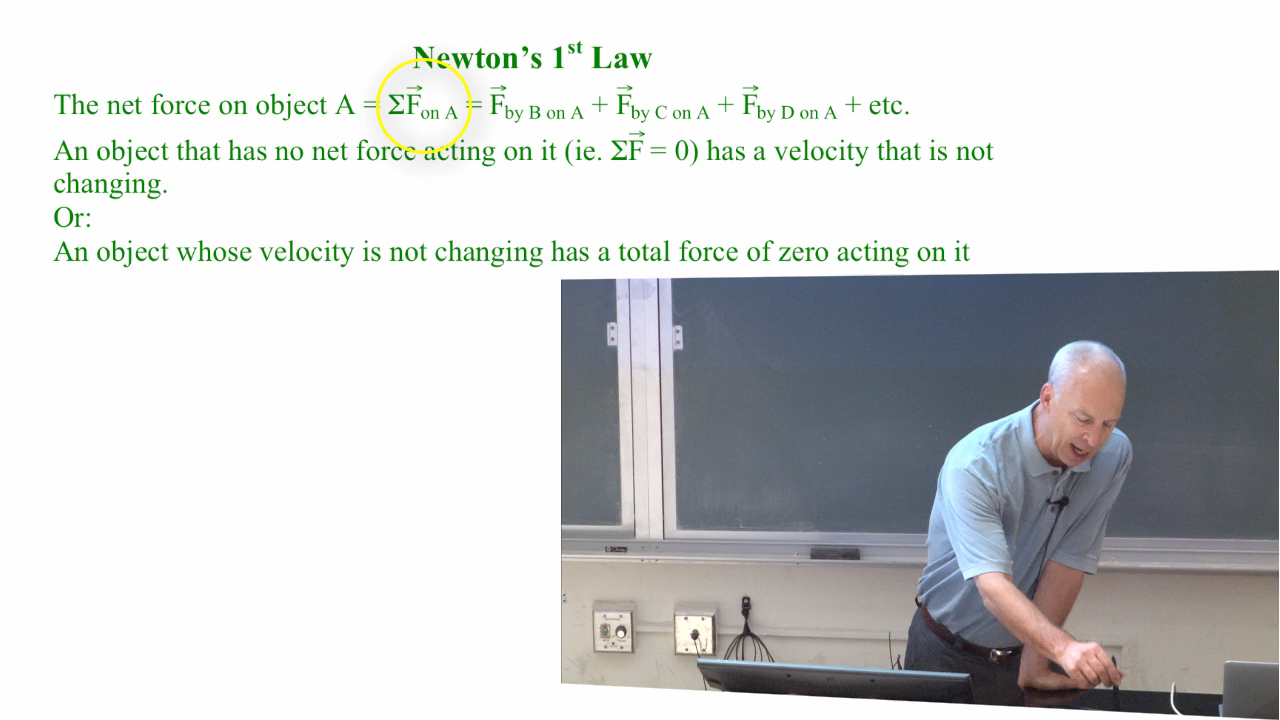 Newton's 1st Law
The net force on object A = ΣF⃗on A = F⃗by B on A + F⃗by C on A + F⃗by D on A + etc.
An object that has no net force acting on it (ie. ΣF⃗ = 0) has a velocity that is not
changing.
Or:
An object whose velocity is not changing has a total force of zero acting on it